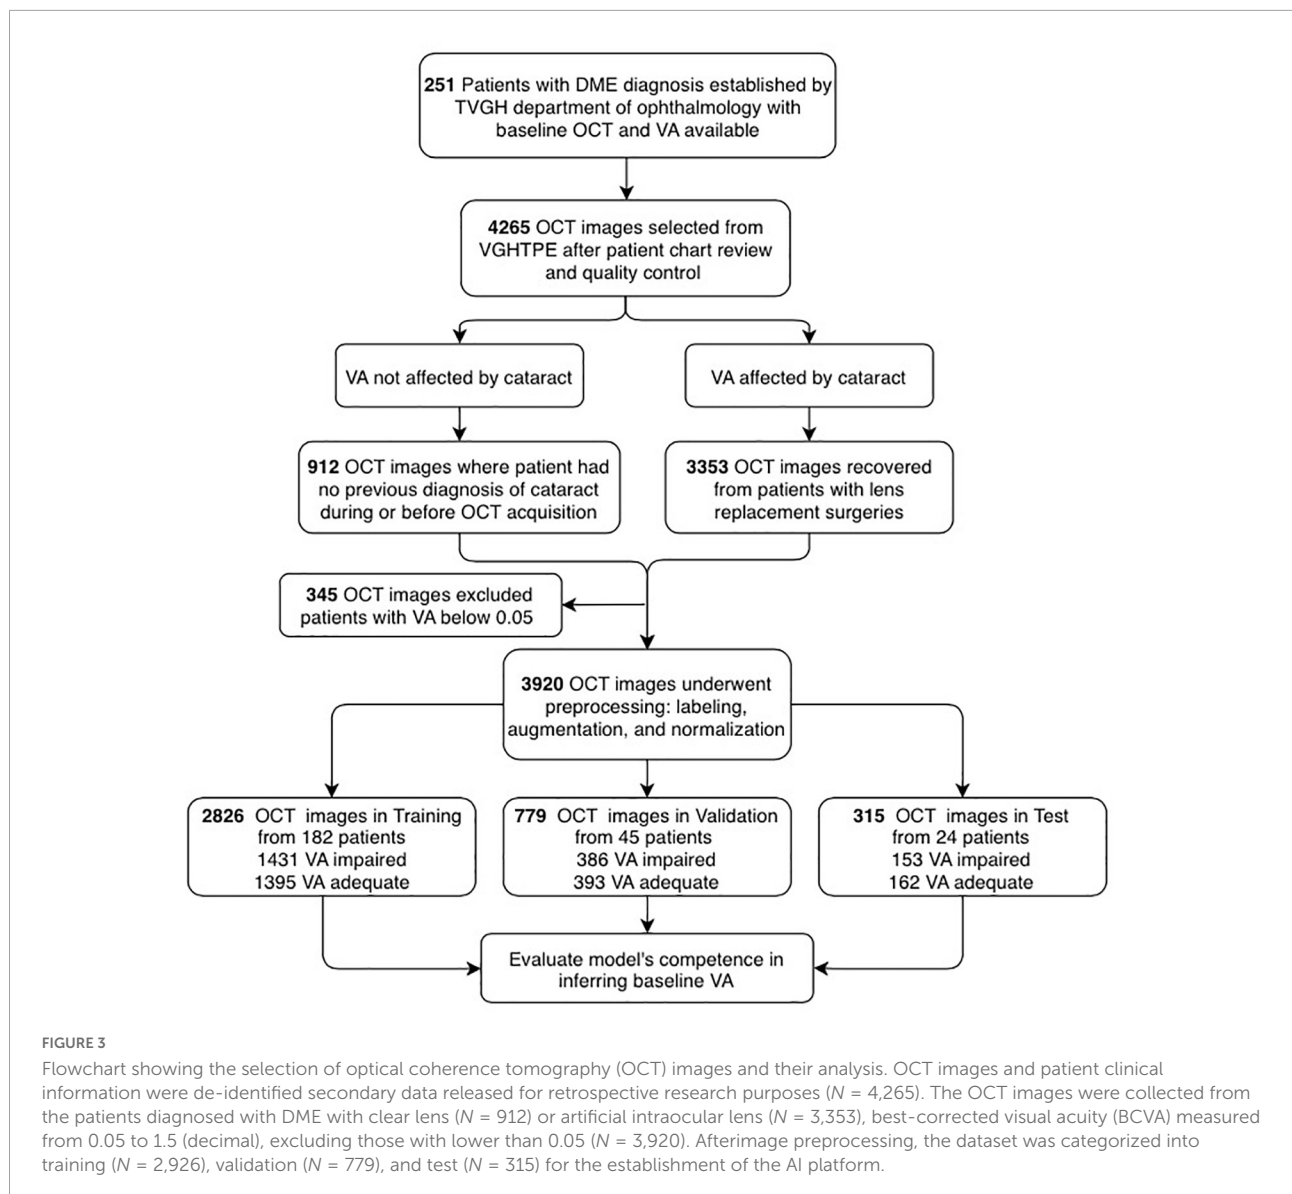 251 Patients with DME diagnosis established by
TVGH department of ophthalmology with
baseline OCT and VA available
4265 OCT images selected from
VGHTPE after patient chart review
and quality control
VA not affected by cataract
VA affected by cataract
912 OCT images where patient had
no previous diagnosis of cataract
during or before OCT acquisition
3353 OCT images recovered
from patients with lens
replacement surgeries
345 OCT images excluded
patients with VA below 0.05
3920 OCT images underwent
preprocessing: labeling,
augmentation, and normalization
2826 OCT images in Training
from 182 patients
1431 VA impaired
1395 VA adequate
779 OCT images in Validation
from 45 patients
386 VA impaired
393 VA adequate
315 OCT images in Test
from 24 patients
153 VA impaired
162 VA adequate
Evaluate model's competence in
inferring baseline VA
FIGURE 3
Flowchart showing the selection of optical coherence tomography (OCT) images and their analysis. OCT images and patient clinical
information were de-identified secondary data released for retrospective research purposes (N = 4,265). The OCT images were collected from
the patients diagnosed with DME with clear lens (N = 912) or artificial intraocular lens (N = 3,353), best-corrected visual acuity (BCVA) measured
from 0.05 to 1.5 (decimal), excluding those with lower than 0.05 (N = 3,920). Afterimage preprocessing, the dataset was categorized into
training (N = 2,926), validation (N = 779), and test (N = 315) for the establishment of the AI platform.